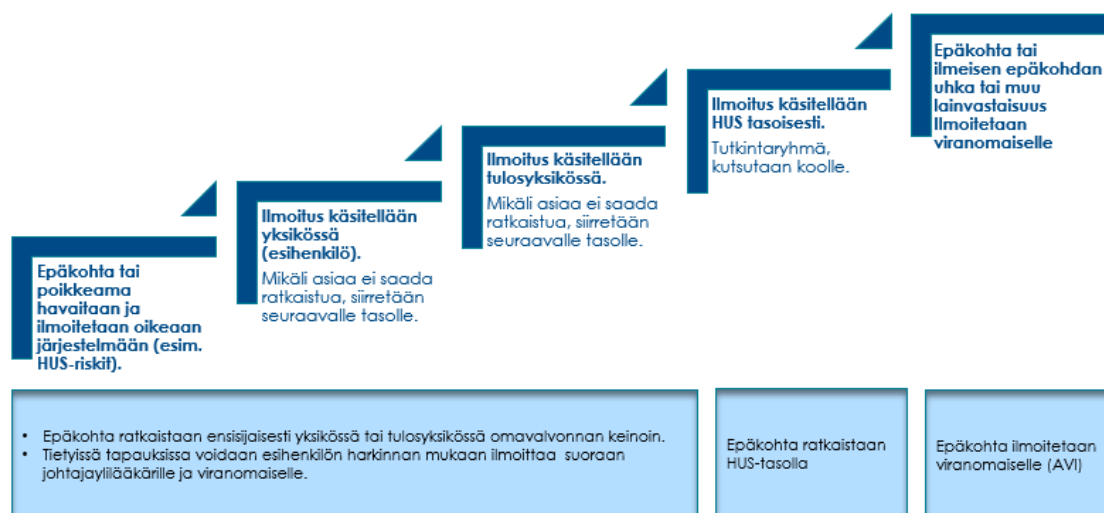 Epäkohta tai
poikkeama
havaitaan ja
ilmoitetaan oikeaan
järjestelmään (esim.
HUS-riskit).
Ilmoitus käsitellään
yksikössä
(esihenkilö).
Mikäli asiaa ei saada
ratkaistua, siirretään
seuraavalle tasolle.
Ilmoitus käsitellään
tulosyksikössä.
Mikäli asiaa ei saada
ratkaistua, siirretään
seuraavalle tasolle.
Ilmoitus käsitellään
HUS tasoisesti.
Tutkintaryhmä,
kutsutaan koolle.
Epäkohta tai
ilmeisen epäkohdan
uhka tai muu
lainvastaisuus
Ilmoitetaan
viranomaiselle
• Epäkohta ratkaistaan ensisijaisesti yksikössä tai tulosyksikössä omavalvonnan keinoin.
• Tietyissä tapauksissa voidaan esihenkilön harkinnan mukaan ilmoittaa suoraan
johtajaylilääkärille ja viranomaiselle.
Epäkohta ratkaistaan
HUS-tasolla
Epäkohta ilmoitetaan
viranomaiselle (AVI)